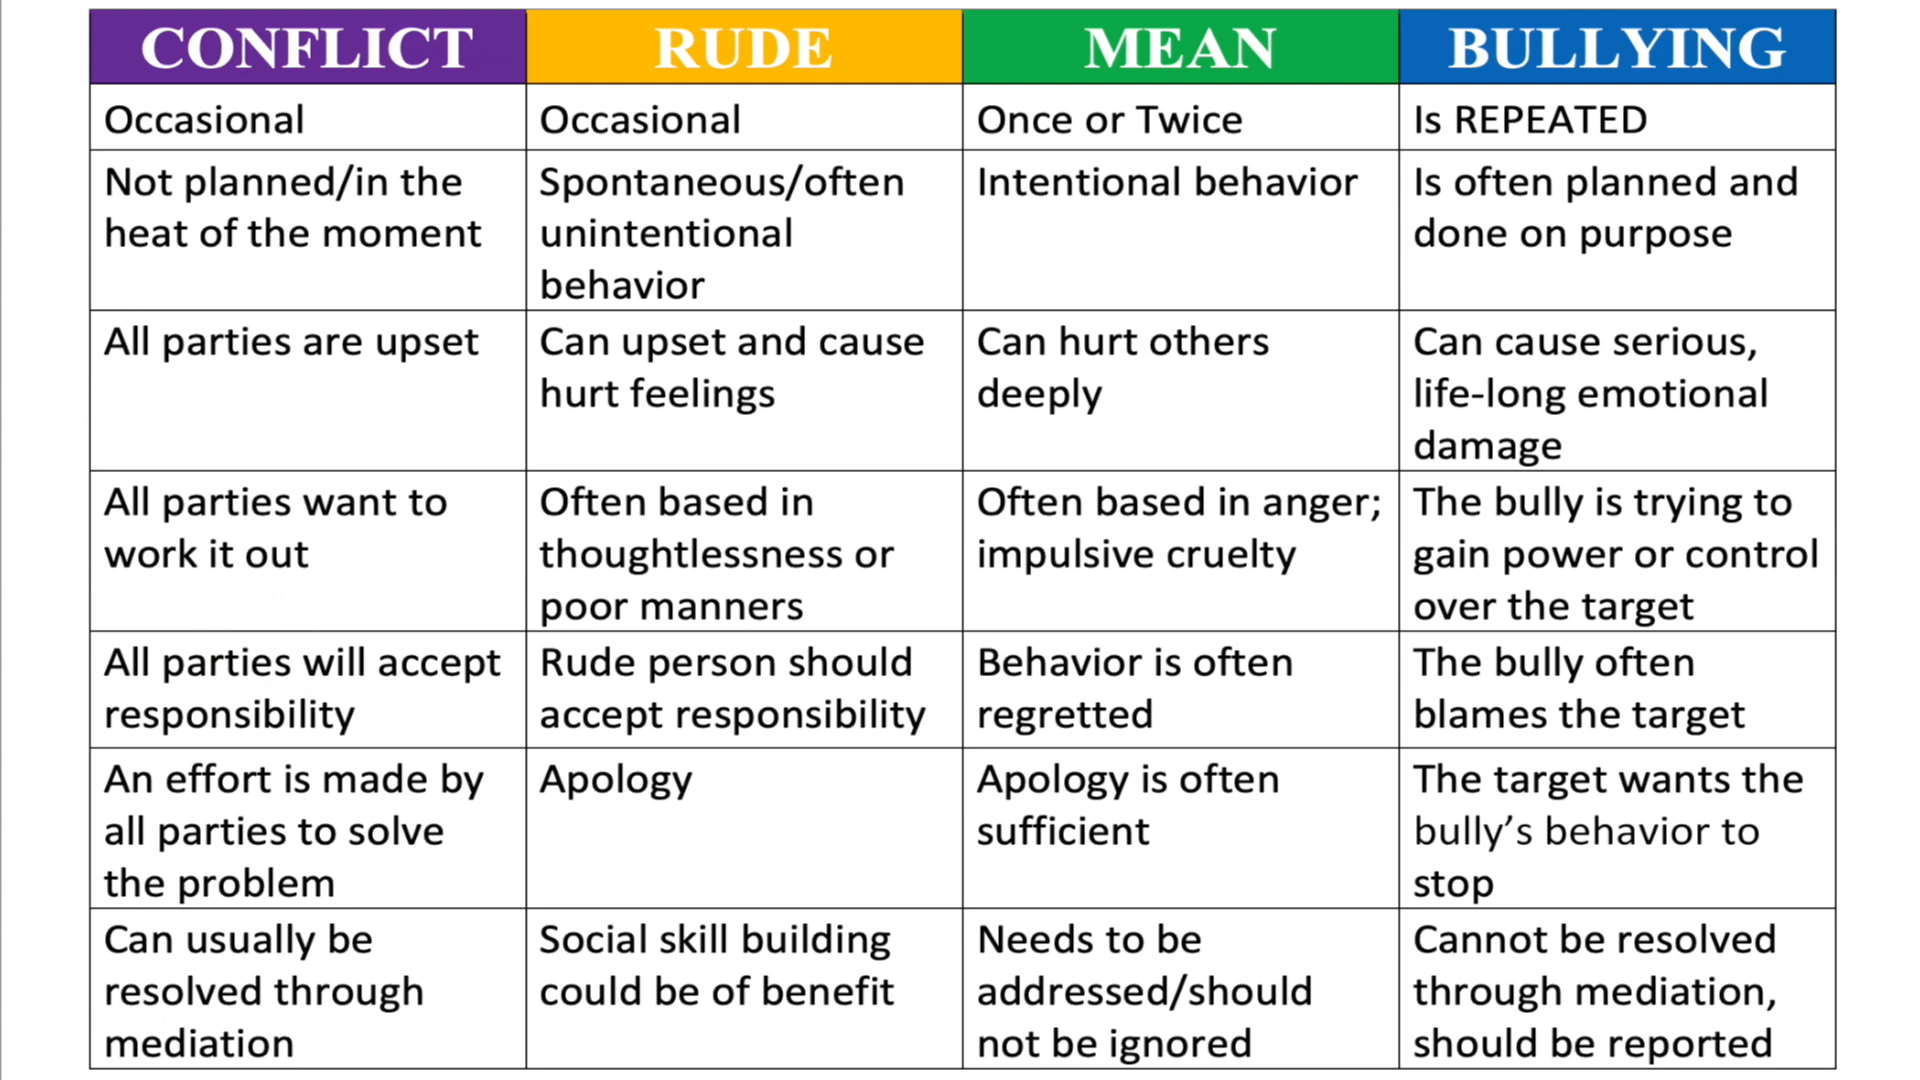 CONFLICT RUDE MEAN BULLYING
Occasional
Occasional
Once or Twice
Is REPEATED
Not planned/in the
heat of the moment
Spontaneous/often
unintentional
behavior
Intentional behavior
Is often planned and
done on purpose
All parties are upset
Can upset and cause
hurt feelings
Can hurt others
deeply
Can cause serious,
life-long emotional
damage
All parties want to
work it out
Often based in
thoughtlessness or
poor manners
Often based in anger;
impulsive cruelty
The bully is trying to
gain power or control
over the target
All parties will accept
responsibility
Rude person should
accept responsibility
Behavior is often
regretted
The bully often
blames the target
An effort is made by
all parties to solve
the problem
Apology
Apology is often
sufficient
The target wants the
bully’s behavior to
stop
Can usually be
resolved through
mediation
Social skill building
could be of benefit
Needs to be
addressed/should
not be ignored
Cannot be resolved
through mediation,
should be reported